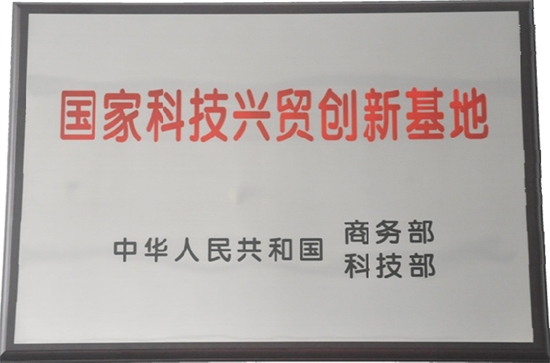 国家科技兴贸创新基地
中华人民共和国
商务部
科技部